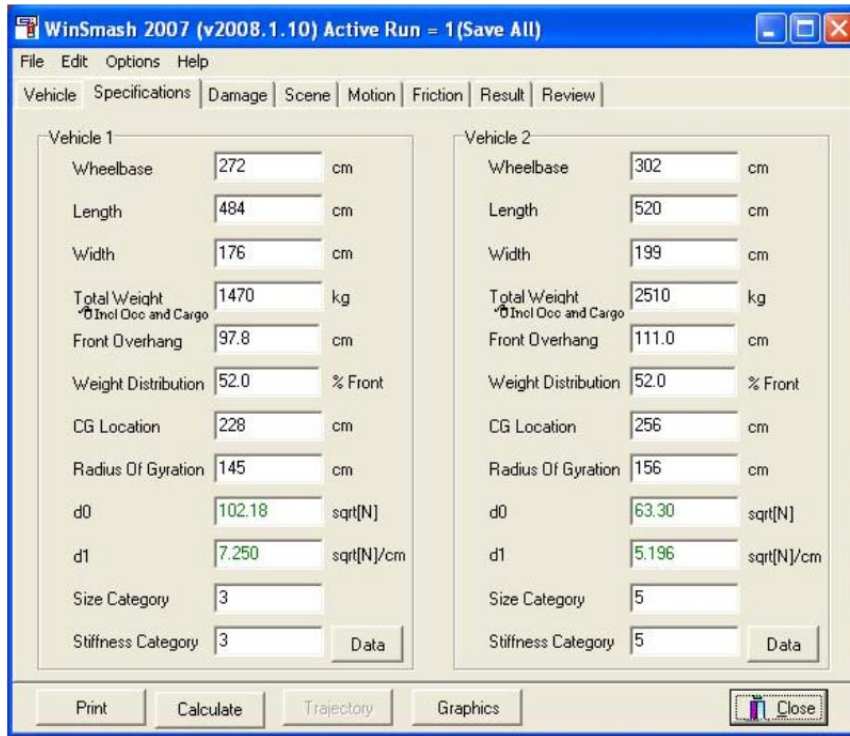 WinSmash 2007 (v2008.1.10) Active Run = 1(Save All)
File Edit Options Help
Vehicle Specifications Damage Scene Motion Friction Result Review
Vehicle 1
Wheelbase 272 cm
Length 484 cm
Width 176 cm
Total Weight 1470 kg
Incl Occ and Cargo
Front Overhang 97.8 cm
Weight Distribution 52.0 % Front
CG Location 228 cm
Radius Of Gyration 145 cm
d0 102.18 sqrt[N]
d1 7.250 sqrt[N]/cm
Size Category 3
Stiffness Category 3 Data
Vehicle 2
Wheelbase 302 cm
Length 520 cm
Width 199 cm
Total Weight 2510 kg
Incl Occ and Cargo
Front Overhang 111.0 cm
Weight Distribution 52.0 % Front
CG Location 256 cm
Radius Of Gyration 156 cm
d0 63.30 sqrt[N]
d1 5.196 sqrt[N]/cm
Size Category 5
Stiffness Category 5 Data
Print Calculate Trajectory Graphics Close